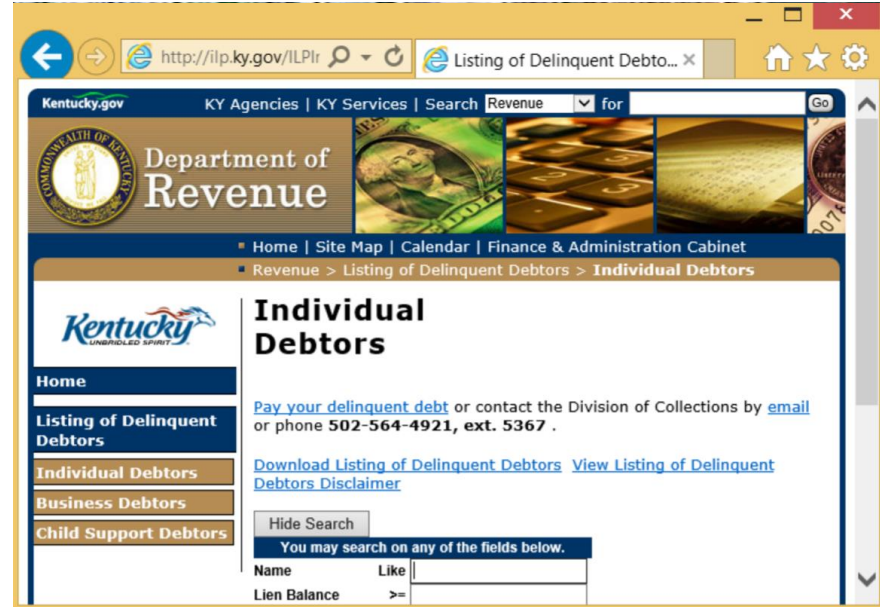 http://ilp.ky.gov/ILPIr
Listing of Delinquent Debto...
Kentucky.gov KY Agencies | KY Services | Search Revenue for Go
COMMONWEALTH OF KENTUCKY
Department of
Revenue
Home | Site Map | Calendar | Finance & Administration Cabinet
Revenue > Listing of Delinquent Debtors > Individual Debtors
Kentucky
UNBRIDLED SPIRIT
Home
Listing of Delinquent
Debtors
Individual Debtors
Business Debtors
Child Support Debtors
Individual
Debtors
Pay your delinquent debt or contact the Division of Collections by email
or phone 502-564-4921, ext. 5367 .
Download Listing of Delinquent Debtors View Listing of Delinquent
Debtors Disclaimer
Hide Search
You may search on any of the fields below.
Name Like
Lien Balance >=